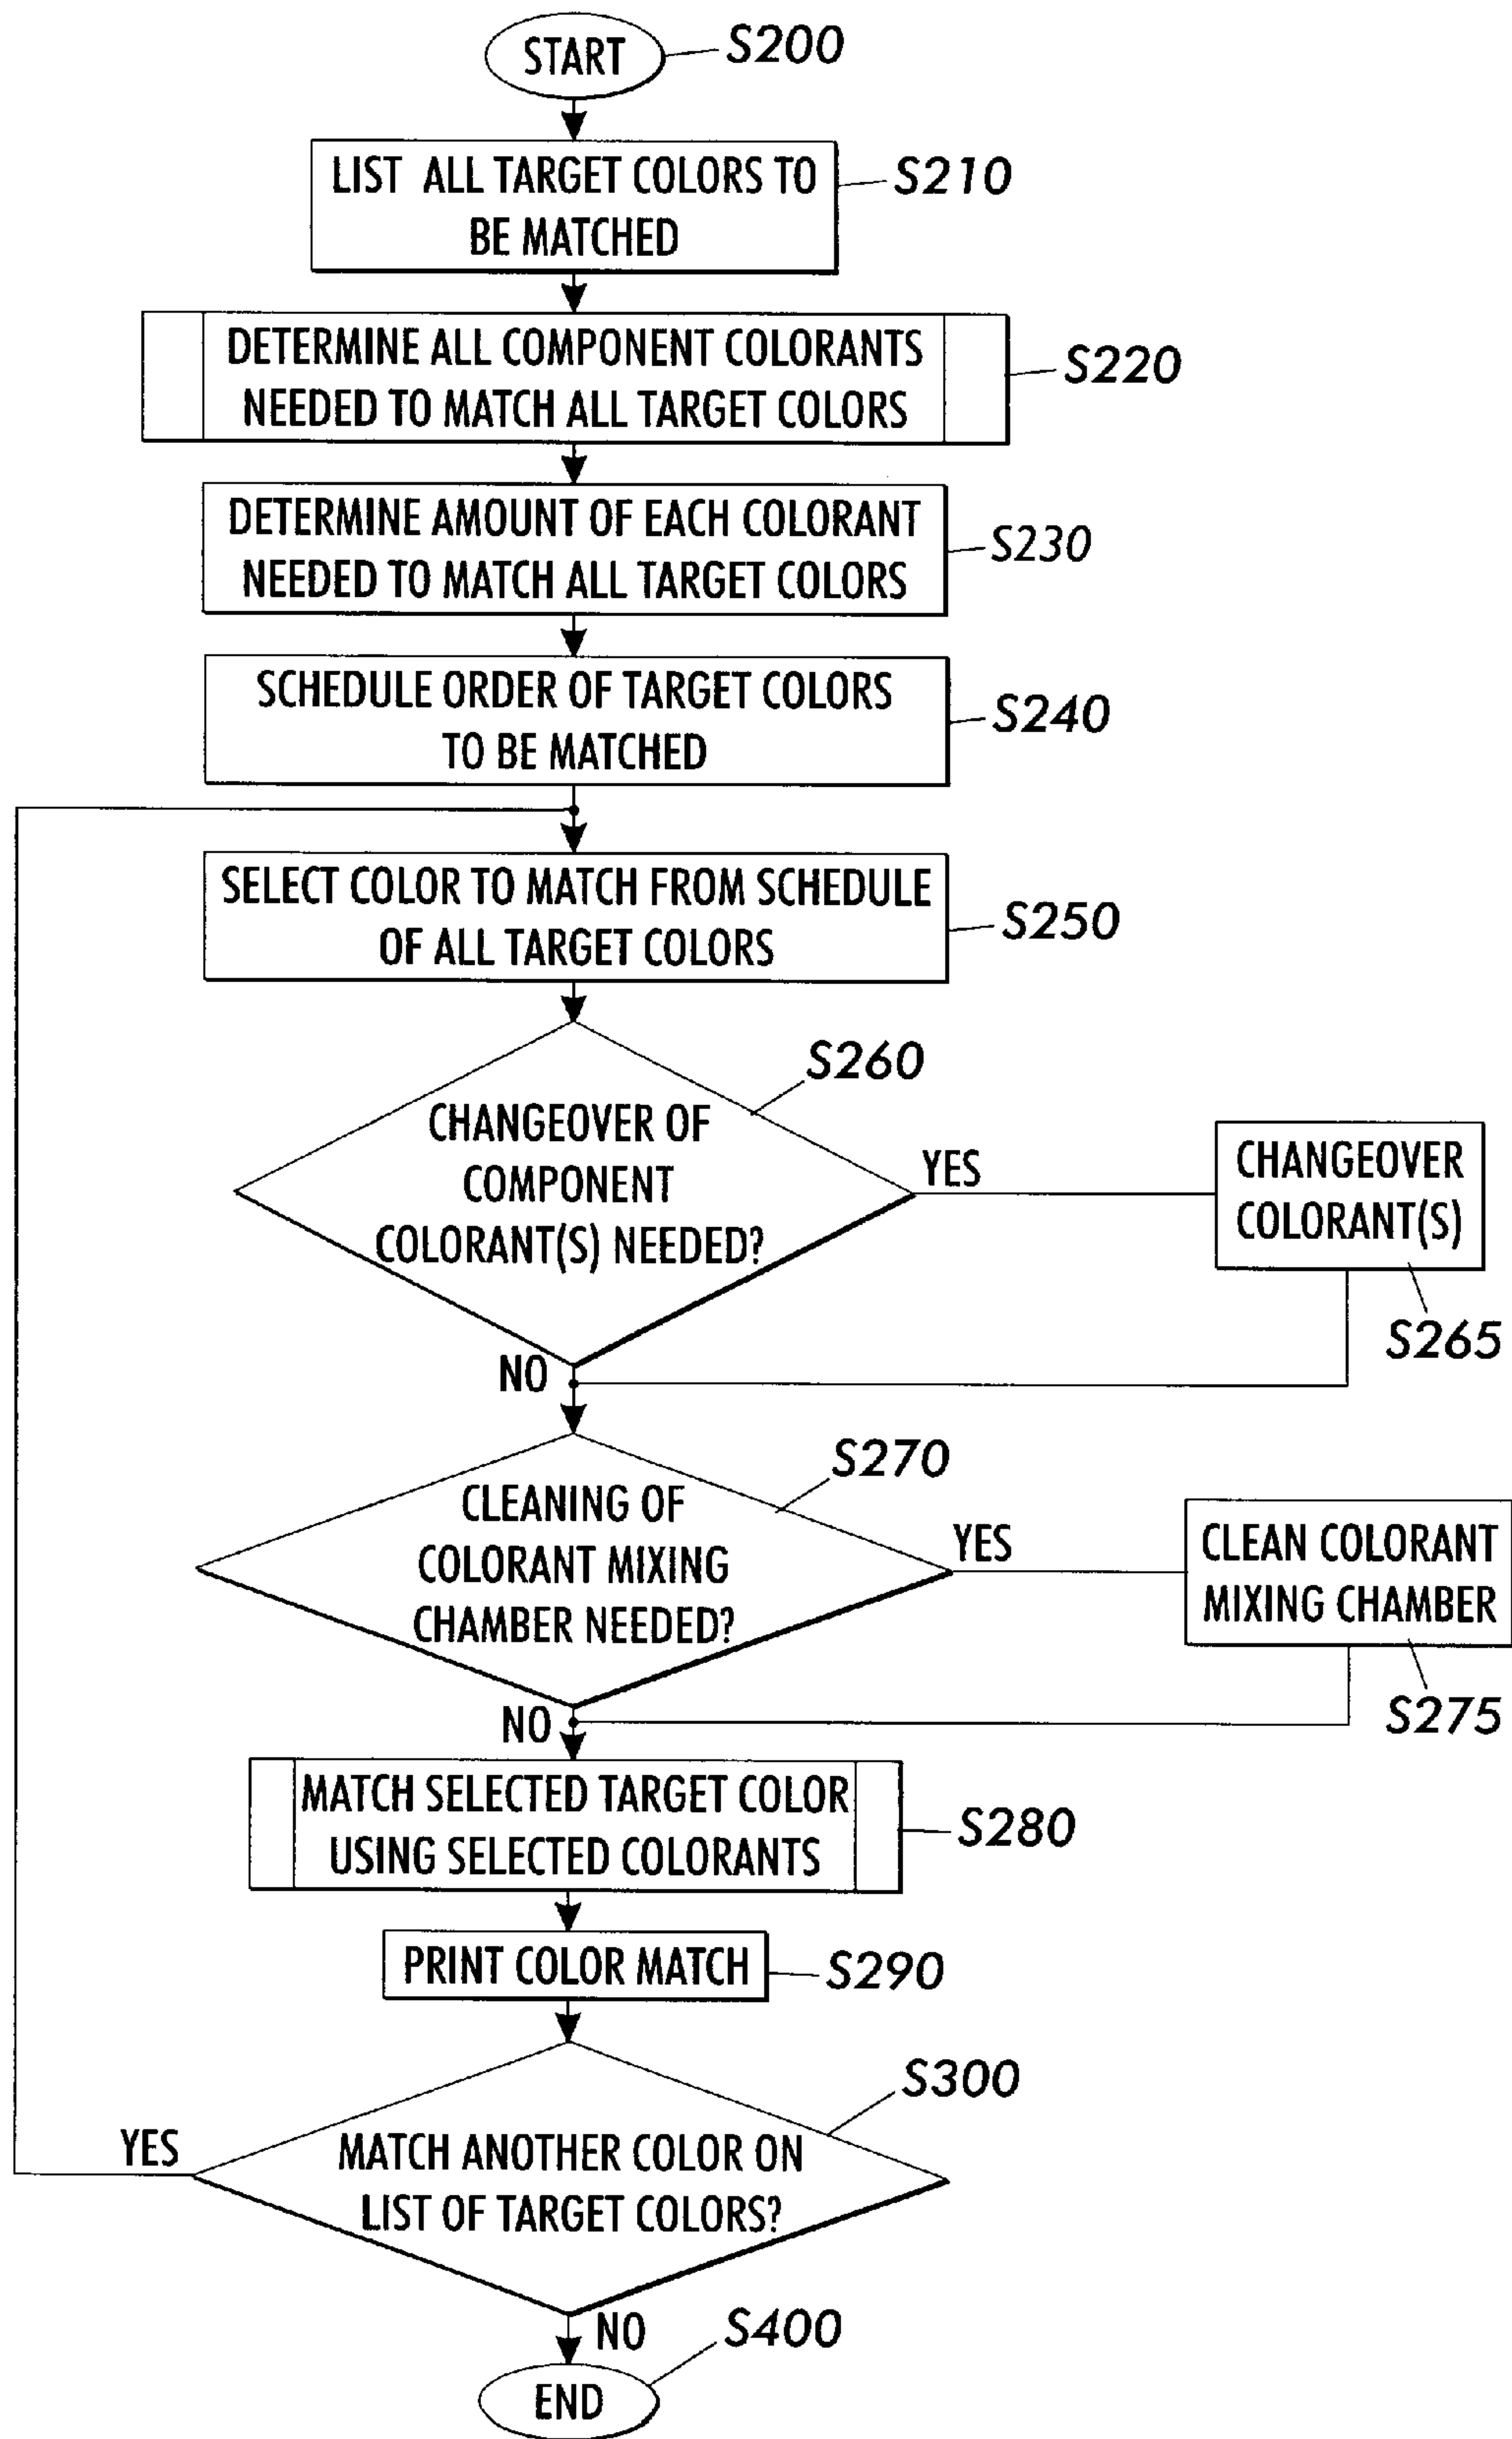 START
S200
LIST ALL TARGET COLORS TO
BE MATCHED
S210
DETERMINE ALL COMPONENT COLORANTS
NEEDED TO MATCH ALL TARGET COLORS
S220
DETERMINE AMOUNT OF EACH COLORANT
NEEDED TO MATCH ALL TARGET COLORS
S230
SCHEDULE ORDER OF TARGET COLORS
TO BE MATCHED
S240
SELECT COLOR TO MATCH FROM SCHEDULE
OF ALL TARGET COLORS
S250
S260
CHANGEOVER OF
COMPONENT
COLORANT(S) NEEDED?
YES
CHANGEOVER
COLORANT(S)
S265
NO
S270
CLEANING OF
COLORANT MIXING
CHAMBER NEEDED?
YES
CLEAN COLORANT
MIXING CHAMBER
S275
NO
MATCH SELECTED TARGET COLOR
USING SELECTED COLORANTS
S280
PRINT COLOR MATCH
S290
S300
YES
MATCH ANOTHER COLOR ON
LIST OF TARGET COLORS?
NO
S400
END